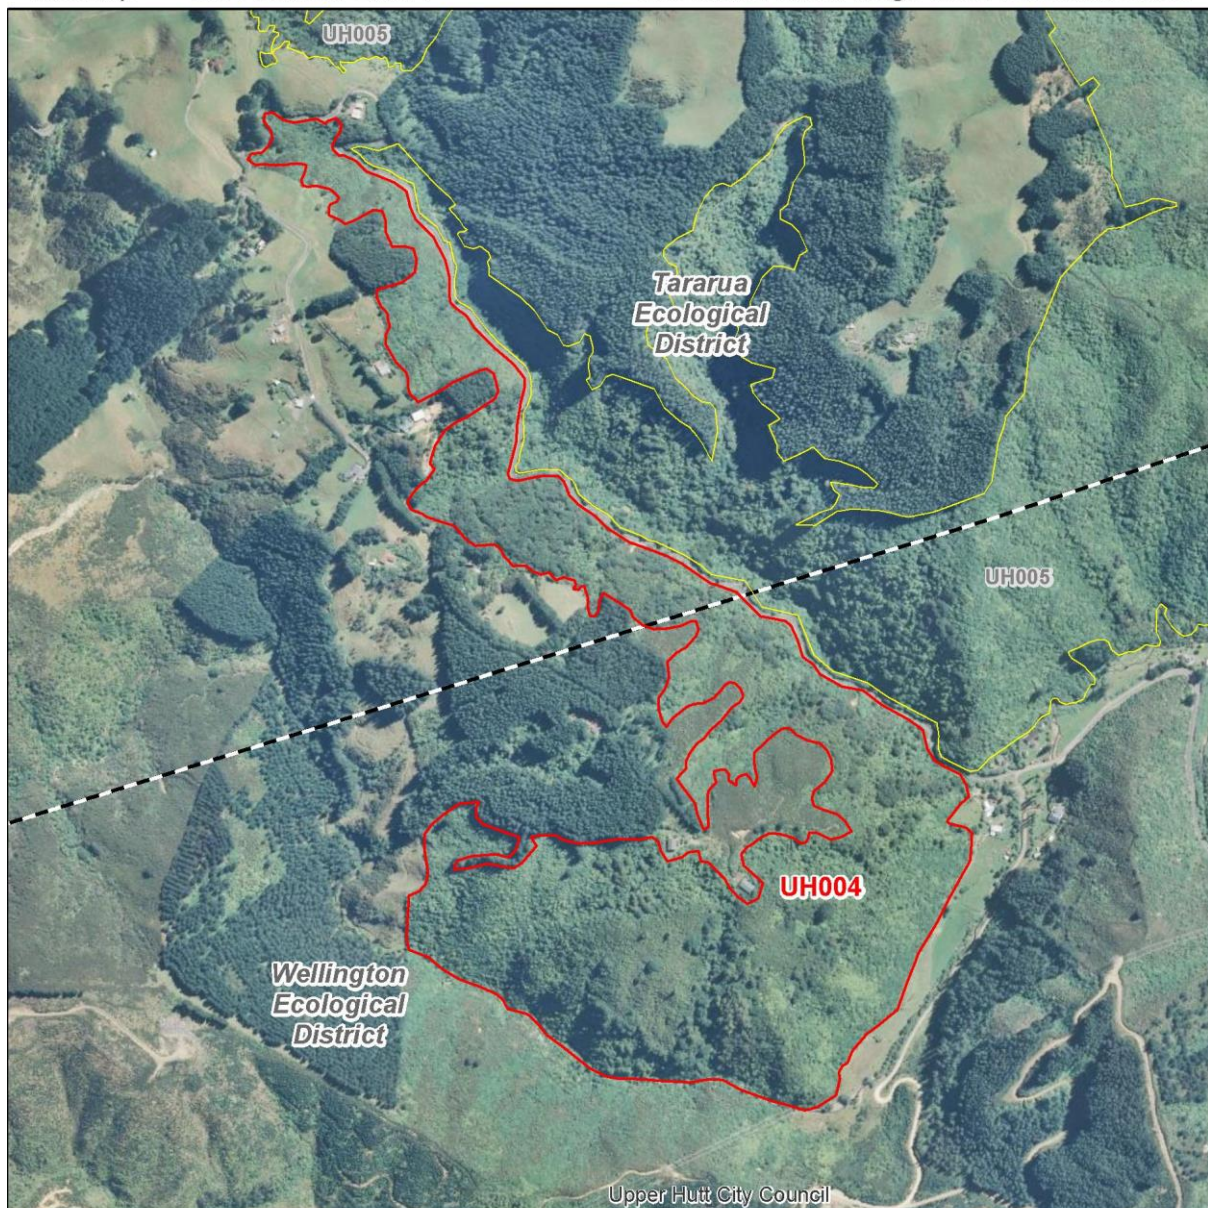 UH005
Tararua
Ecological
District
UH005
UH004
Wellington
Ecological
District
Upper Hutt City Council